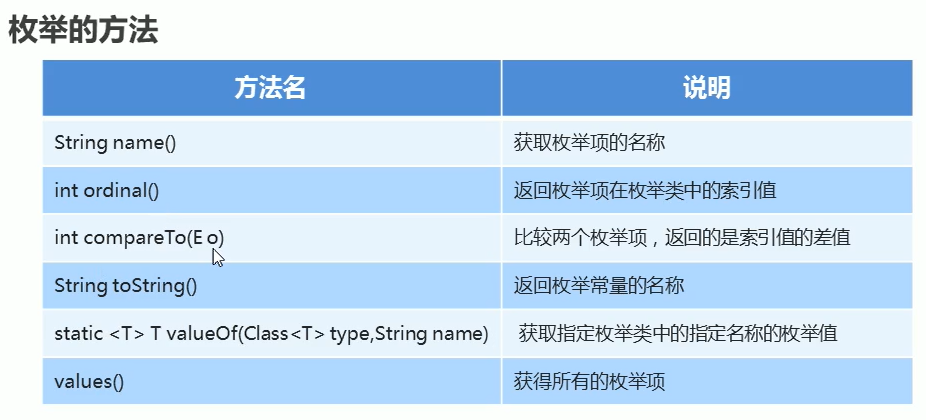 枚举的方法
方法名 说明
String name() 获取枚举项的名称
int ordinal() 返回枚举项在枚举类中的索引值
int compareTo(E o) 比较两个枚举项，返回的是索引值的差值
String toString() 返回枚举常量的名称
static <T> T valueOf(Class<T> type,String name) 获取指定枚举类中的指定名称的枚举值
values() 获得所有的枚举项